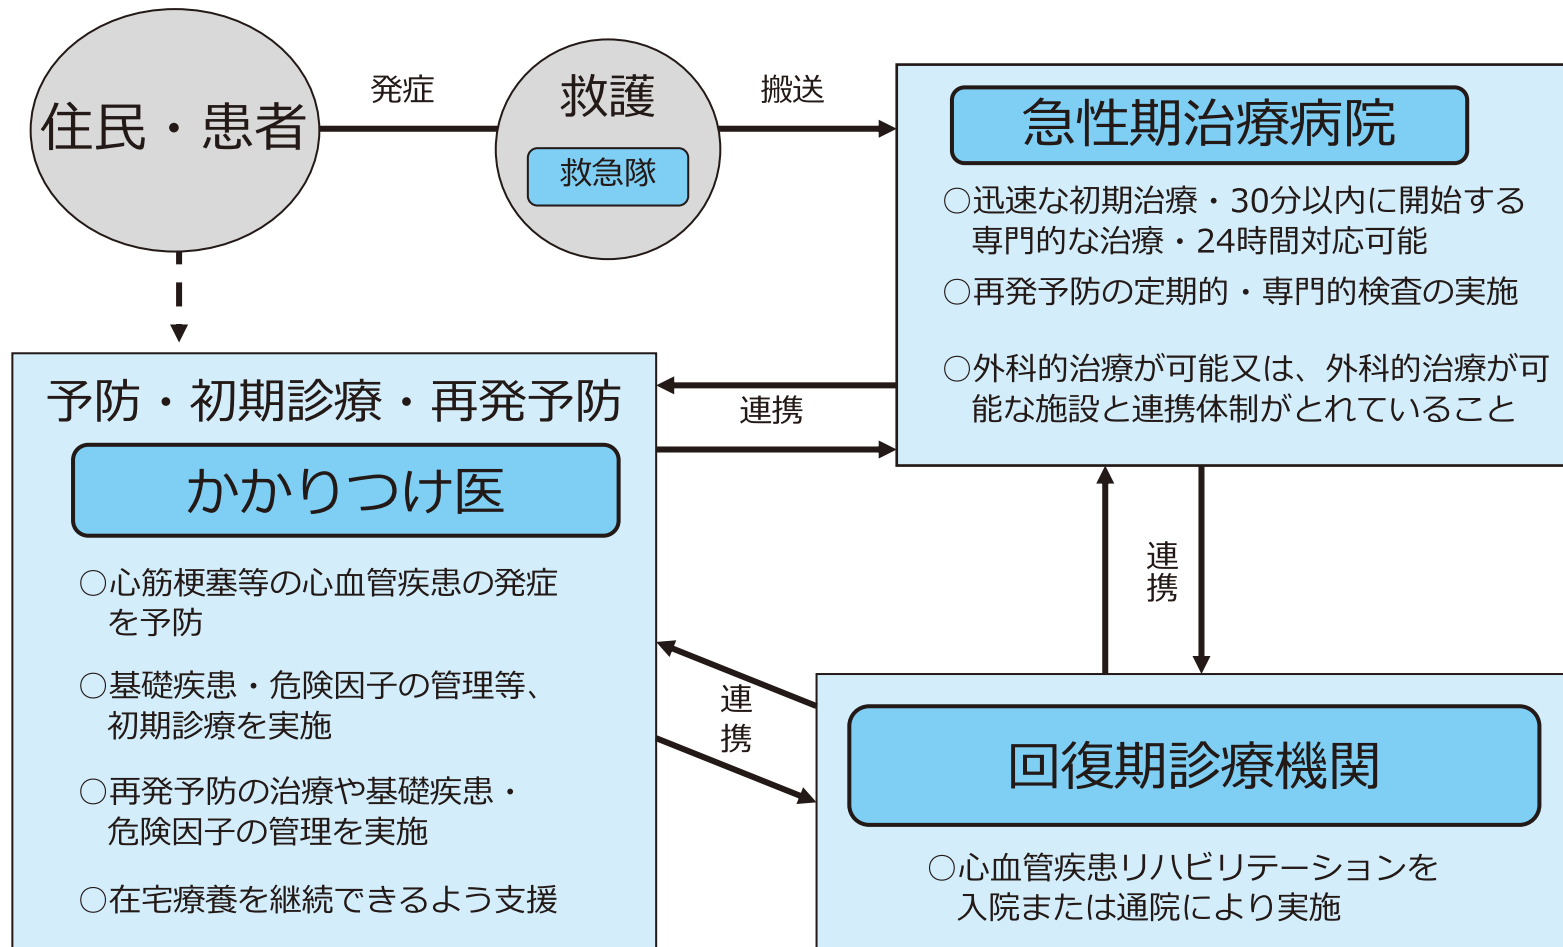 住民・患者
発症
救護
救急隊
搬送
急性期治療病院
○迅速な初期治療・30分以内に開始する
専門的な治療・24時間対応可能
○再発予防の定期的・専門的検査の実施
○外科的治療が可能又は、外科的治療が可
能な施設と連携体制がとれていること
予防・初期診療・再発予防
かかりつけ医
○心筋梗塞等の心血管疾患の発症
を予防
○基礎疾患・危険因子の管理等、
初期診療を実施
○再発予防の治療や基礎疾患・
危険因子の管理を実施
○在宅療養を継続できるよう支援
連携
連携
連携
回復期診療機関
○心血管疾患リハビリテーションを
入院または通院により実施